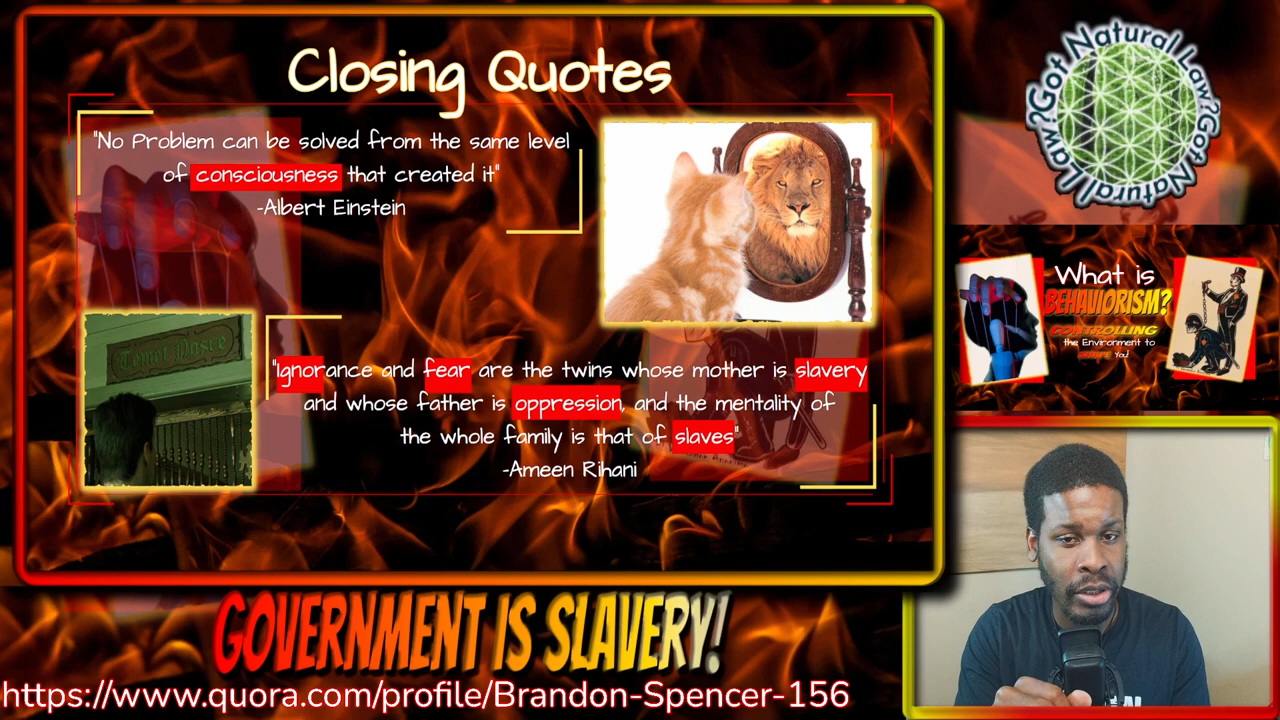 Closing Quotes
"No Problem can be solved from the same level
of consciousness that created it"
-Albert Einstein
Temet Nosce
"Ignorance and fear are the twins whose mother is slavery
and whose father is oppression, and the mentality of
the whole family is that of slaves"
-Ameen Rihani
GOVERNMENT IS SLAVERY!
https://www.quora.com/profile/Brandon-Spencer-156
Got Natural Law?Got Natural Law?
What is
BEHAVIORISM?
CONTROLLING
the Environment to
You!